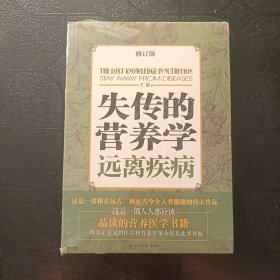 修订版
THE LOST KNOWLEDGE IN NUTRITION
STAY AWAY FROM DISEASES
失传的
营养学
远离疾病
这是一部根在远古、利在当今全人类健康的伟大作品
这是一部人人都应该
品读的营养医学书籍